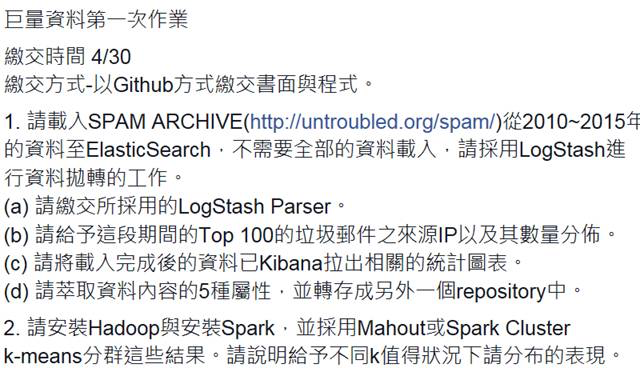 巨量資料第一次作業
繳交時間 4/30
繳交方式-以Github方式繳交書面與程式。
1. 請載入SPAM ARCHIVE(http://untroubled.org/spam/)從2010~2015年
的資料至ElasticSearch，不需要全部的資料載入，請採用LogStash進
行資料拋轉的工作。
(a) 請繳交所採用的LogStash Parser。
(b) 請給予這段期間的Top 100的垃圾郵件之來源IP以及其數量分佈。
(c) 請將載入完成後的資料已Kibana拉出相關的統計圖表。
(d) 請萃取資料內容的5種屬性，並轉存成另外一個repository中。
2. 請安裝Hadoop與安裝Spark，並採用Mahout或Spark Cluster
k-means分群這些結果。請說明給予不同k值得狀況下請分布的表現。